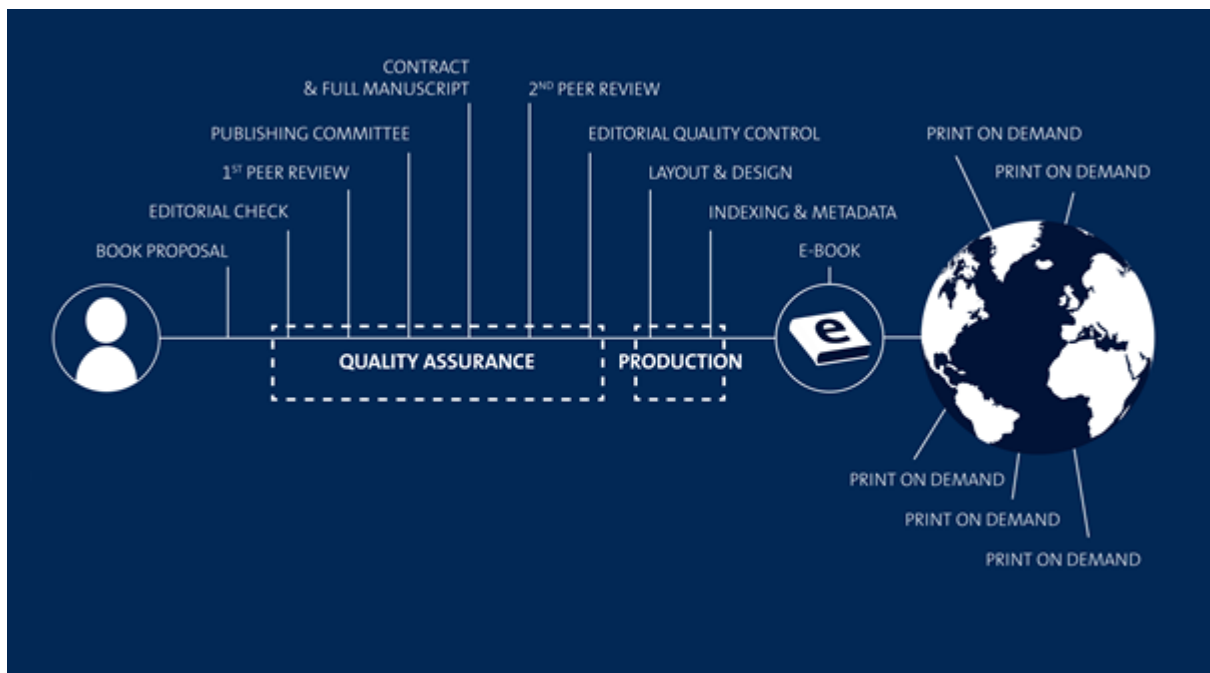 CONTRACT
& FULL MANUSCRIPT
2ND PEER REVIEW
PUBLISHING COMMITTEE
EDITORIAL QUALITY CONTROL
PRINT ON DEMAND
1ST PEER REVIEW
LAYOUT & DESIGN
PRINT ON DEMAND
EDITORIAL CHECK
INDEXING & METADATA
BOOK PROPOSAL
E-BOOK
e
QUALITY ASSURANCE
PRODUCTION
PRINT ON DEMAND
PRINT ON DEMAND
PRINT ON DEMAND